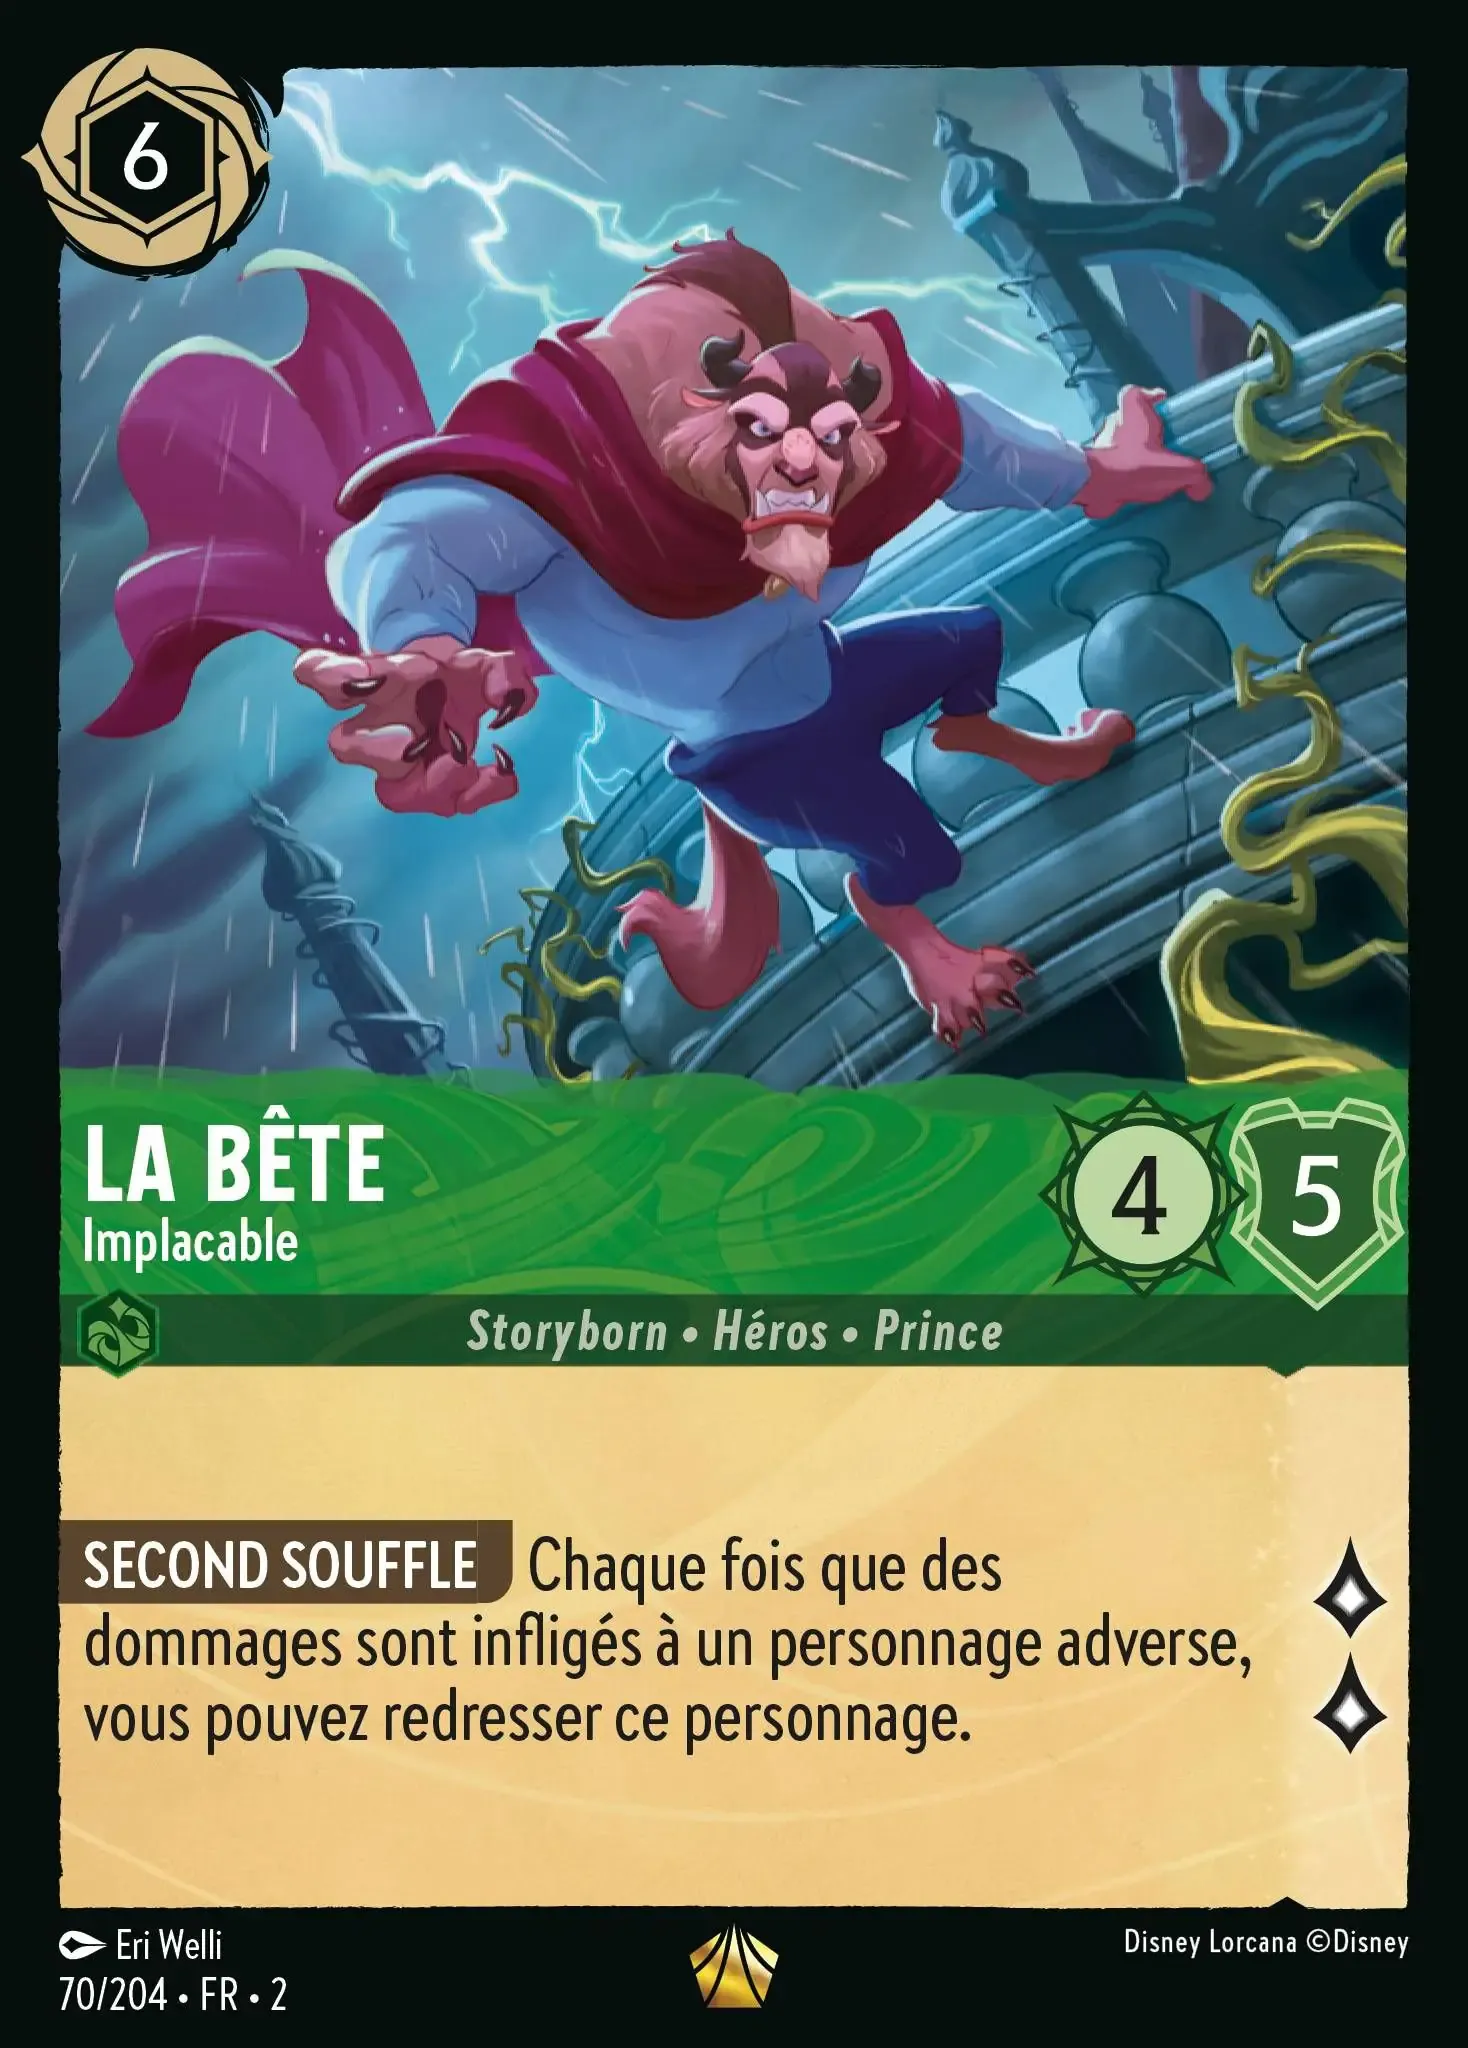 6
LA BÊTE
Implacable
4
5
Storyborn • Héros • Prince
SECOND SOUFFLE Chaque fois que des
dommages sont infligés à un personnage adverse,
vous pouvez redresser ce personnage.
Eri Welli
70/204 • FR • 2
Disney Lorcana ©Disney